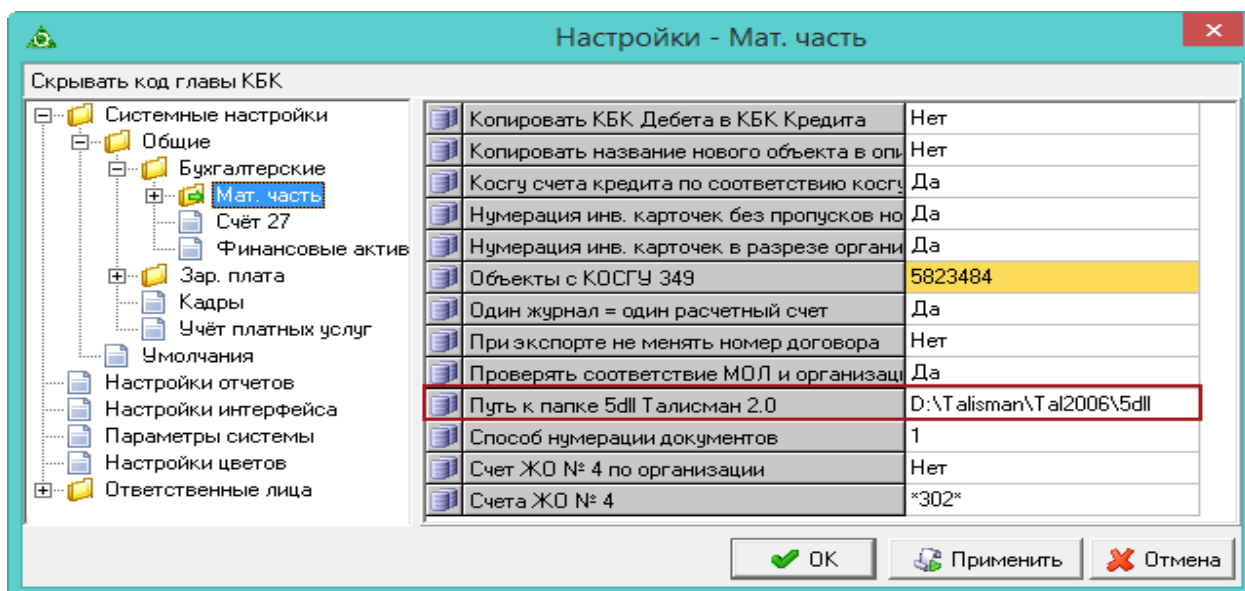 Настройки - Мат. часть
Скрывать код главы КБК
Системные настройки
Общие
Бухгалтерские
Мат. часть
Счёт 27
Финансовые актив
Зар. плата
Кадры
Учёт платных услуг
Умолчания
Настройки отчетов
Настройки интерфейса
Параметры системы
Настройки цветов
Ответственные лица
Копировать КБК Дебета в КБК Кредита Нет
Копировать название нового объекта в опи Нет
Косгу счета кредита по соответствию косгу Да
Нумерация инв. карточек без пропусков но Да
Нумерация инв. карточек в разрезе органи Да
Объекты с КОСГУ 349 5823484
Один журнал = один расчетный счет Да
При экспорте не менять номер договора Нет
Проверять соответствие МОЛ и организаци Да
Путь к папке 5dll Талисман 2.0 D:\Talisman\Tal2006\5dll
Способ нумерации документов 1
Счет ЖО № 4 по организации Нет
Счета ЖО № 4 *302*
OK Применить Отмена